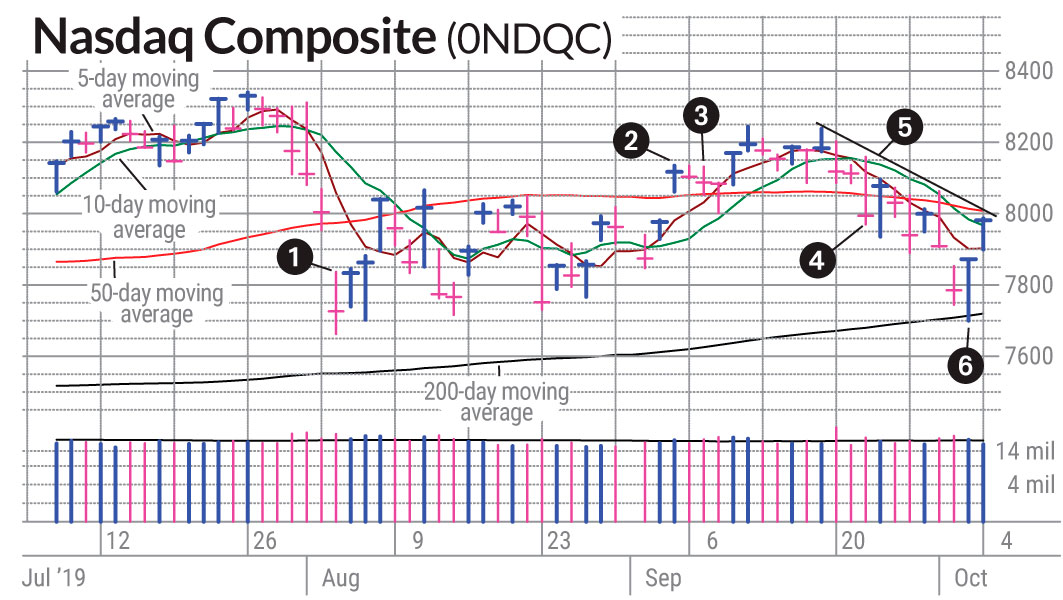 Nasdaq Composite (0NDQC)
8400
5-day moving
average
2
3
5
8200
10-day moving
average
8000
1
4
50-day moving
average
7800
7600
6
200-day moving
average
14 mil
4 mil
12 26 9 23 6 20 4
Jul ’19 Aug Sep Oct